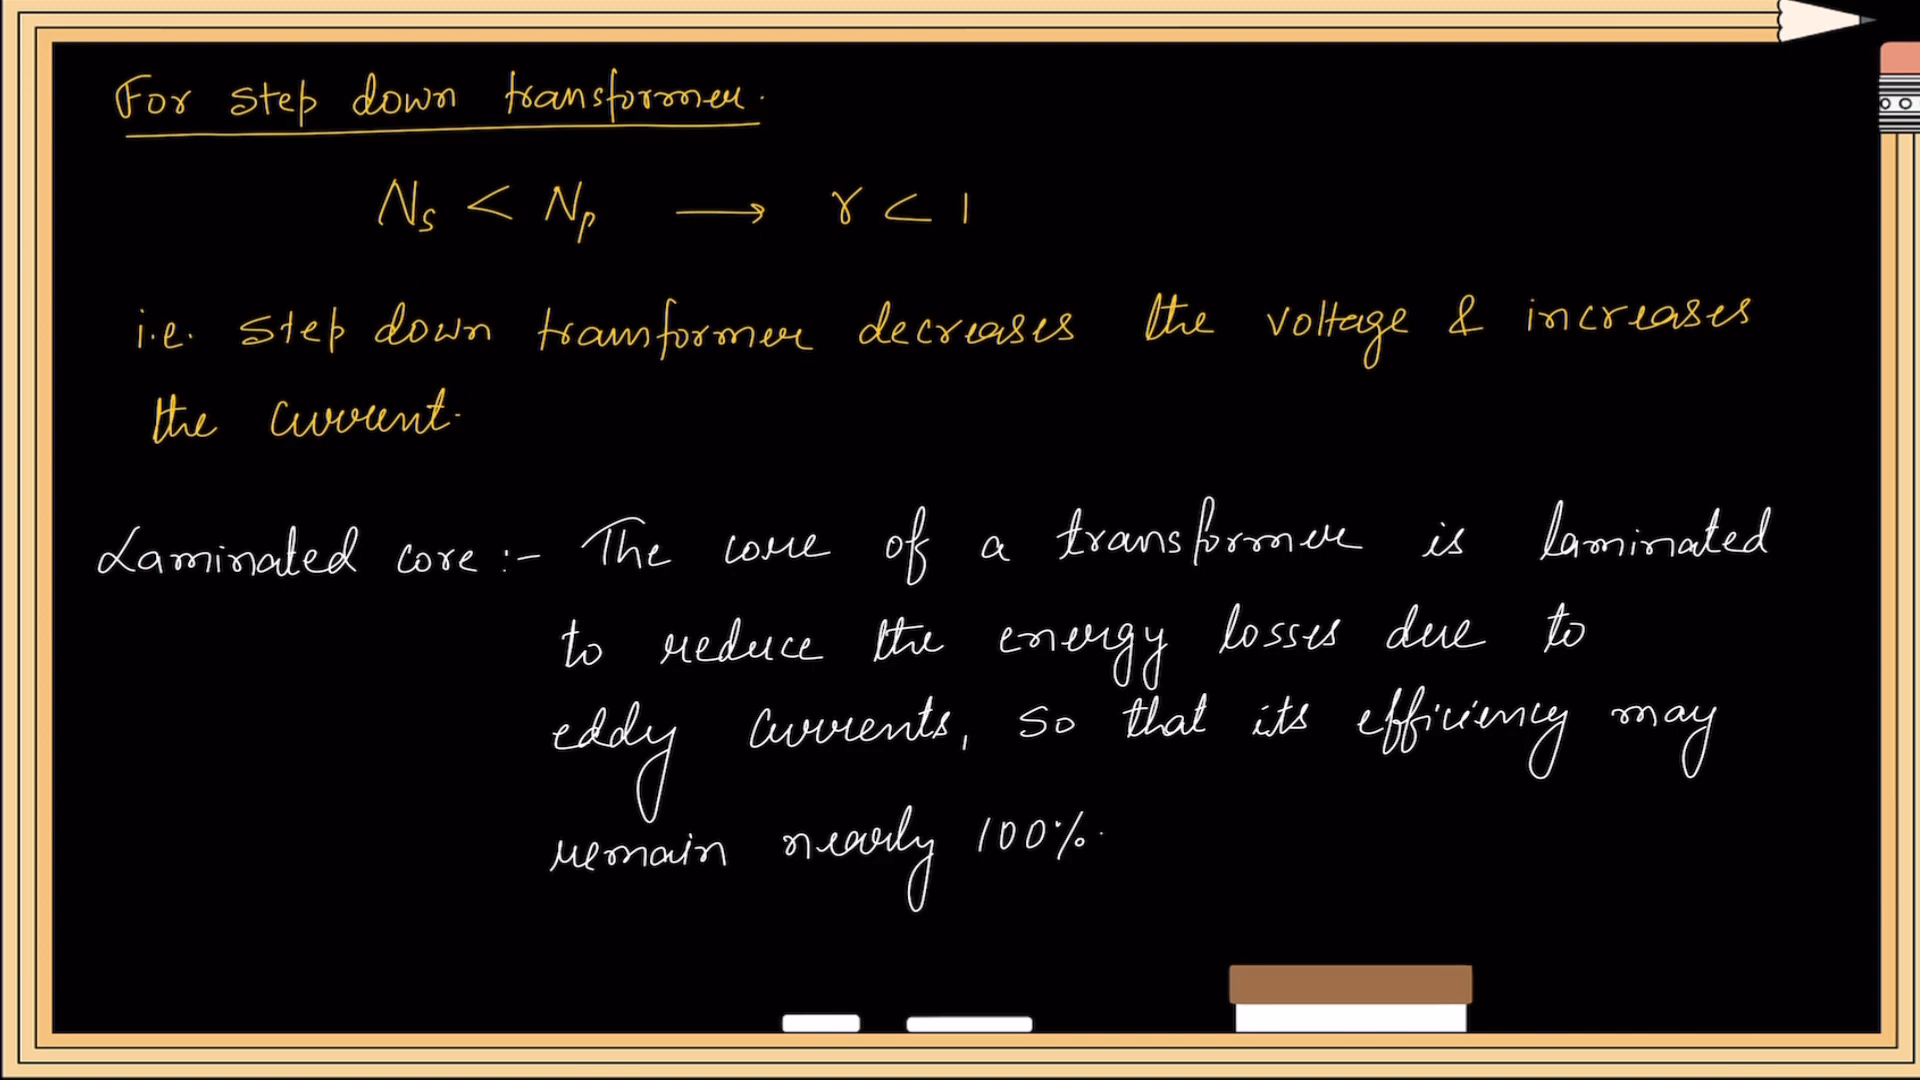 For step down transformer.
Ns < Np → r < 1
i.e. step down transformer decreases the voltage & increases
the current.
Laminated core :- The core of a transformer is laminated
to reduce the energy losses due to
eddy currents, so that its efficiency may
remain nearly 100%.